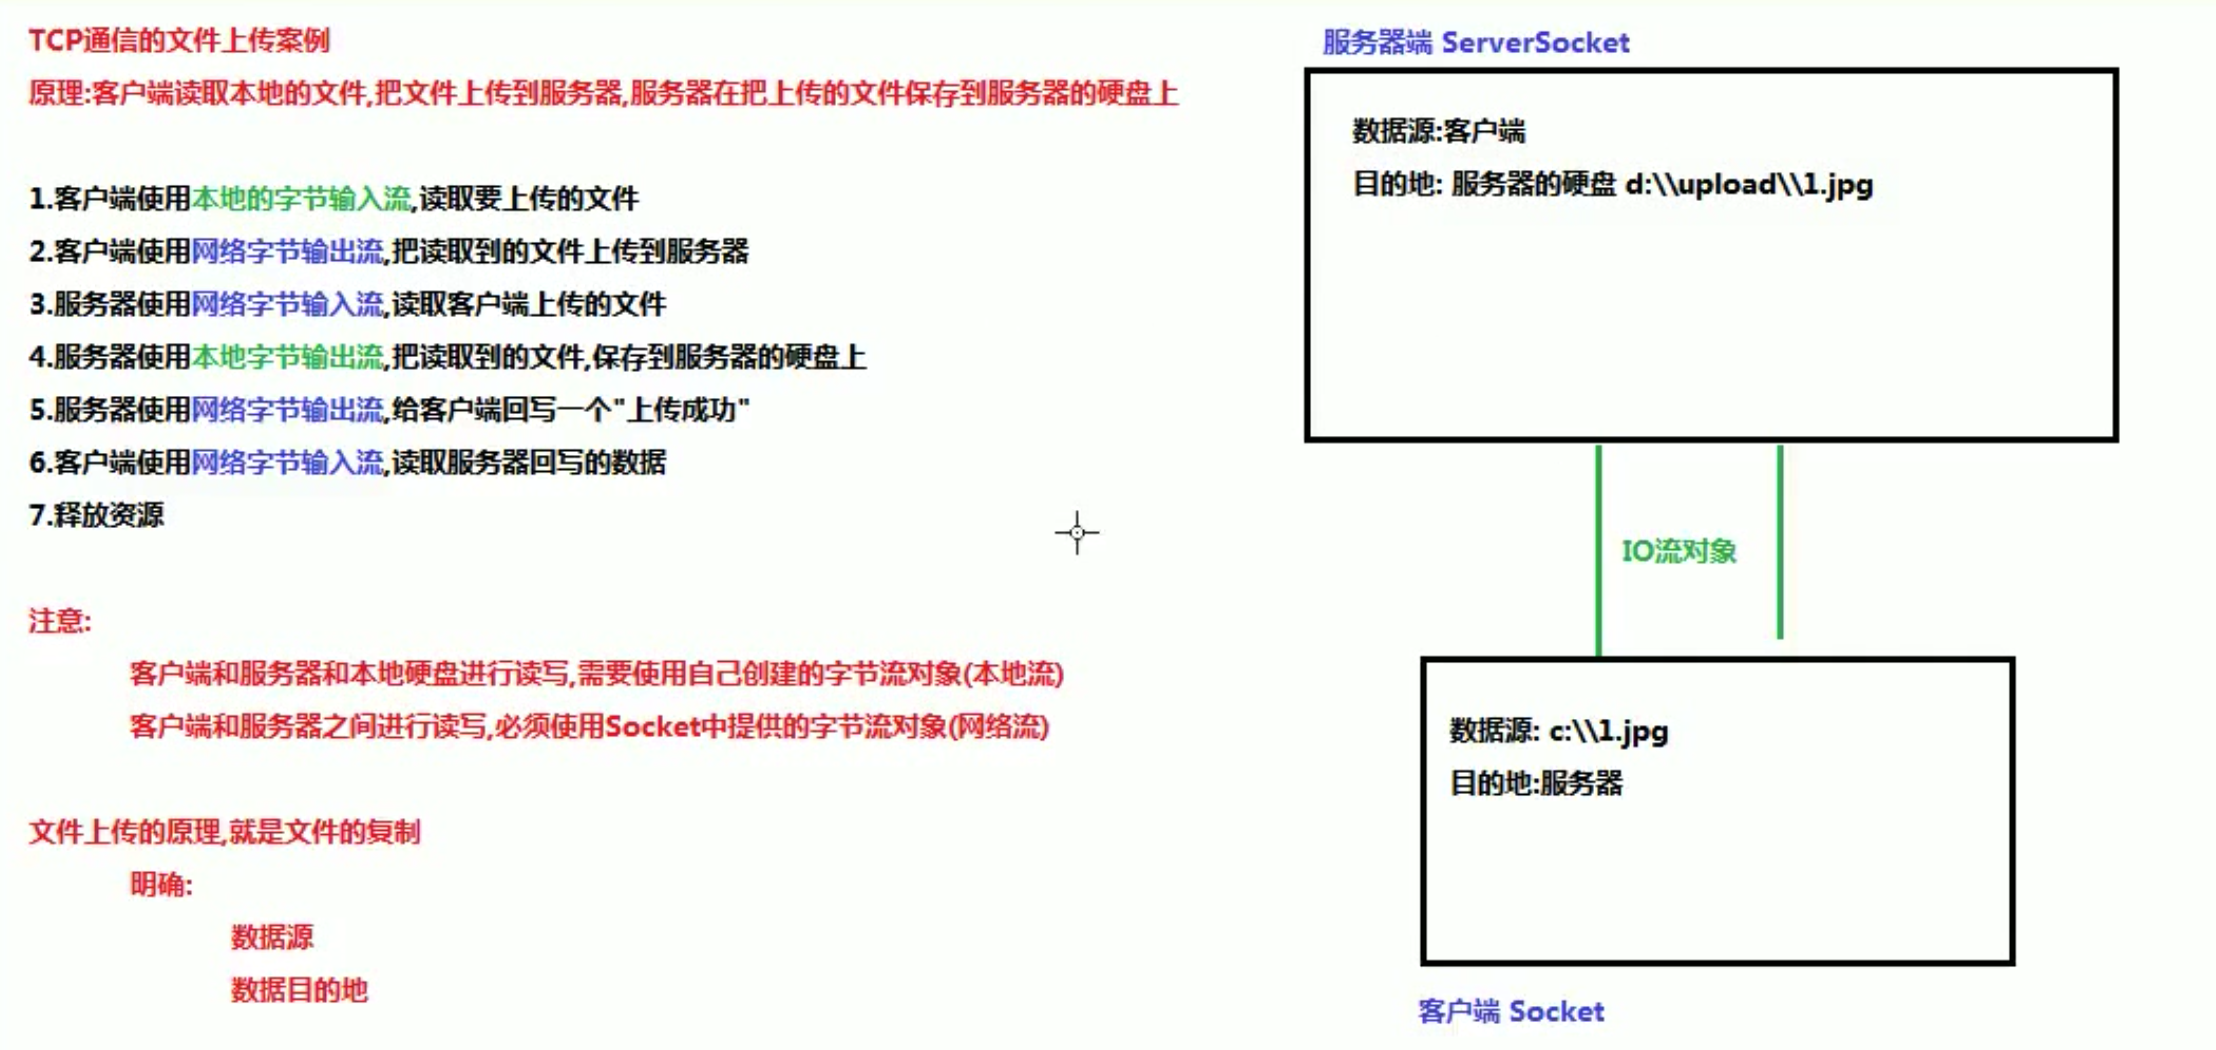 TCP通信的文件上传案例
原理:客户端读取本地的文件,把文件上传到服务器,服务器在把上传的文件保存到服务器的硬盘上
1.客户端使用本地的字节输入流,读取要上传的文件
2.客户端使用网络字节输出流,把读取到的文件上传到服务器
3.服务器使用网络字节输入流,读取客户端上传的文件
4.服务器使用本地字节输出流,把读取到的文件,保存到服务器的硬盘上
5.服务器使用网络字节输出流,给客户端回写一个"上传成功"
6.客户端使用网络字节输入流,读取服务器回写的数据
7.释放资源
注意:
客户端和服务器和本地硬盘进行读写,需要使用自己创建的字节流对象(本地流)
客户端和服务器之间进行读写,必须使用Socket中提供的字节流对象(网络流)
文件上传的原理,就是文件的复制
明确:
数据源
数据目的地
服务器端 ServerSocket
数据源:客户端
目的地: 服务器的硬盘 d:\\upload\\1.jpg
IO流对象
数据源: c:\\1.jpg
目的地:服务器
客户端 Socket